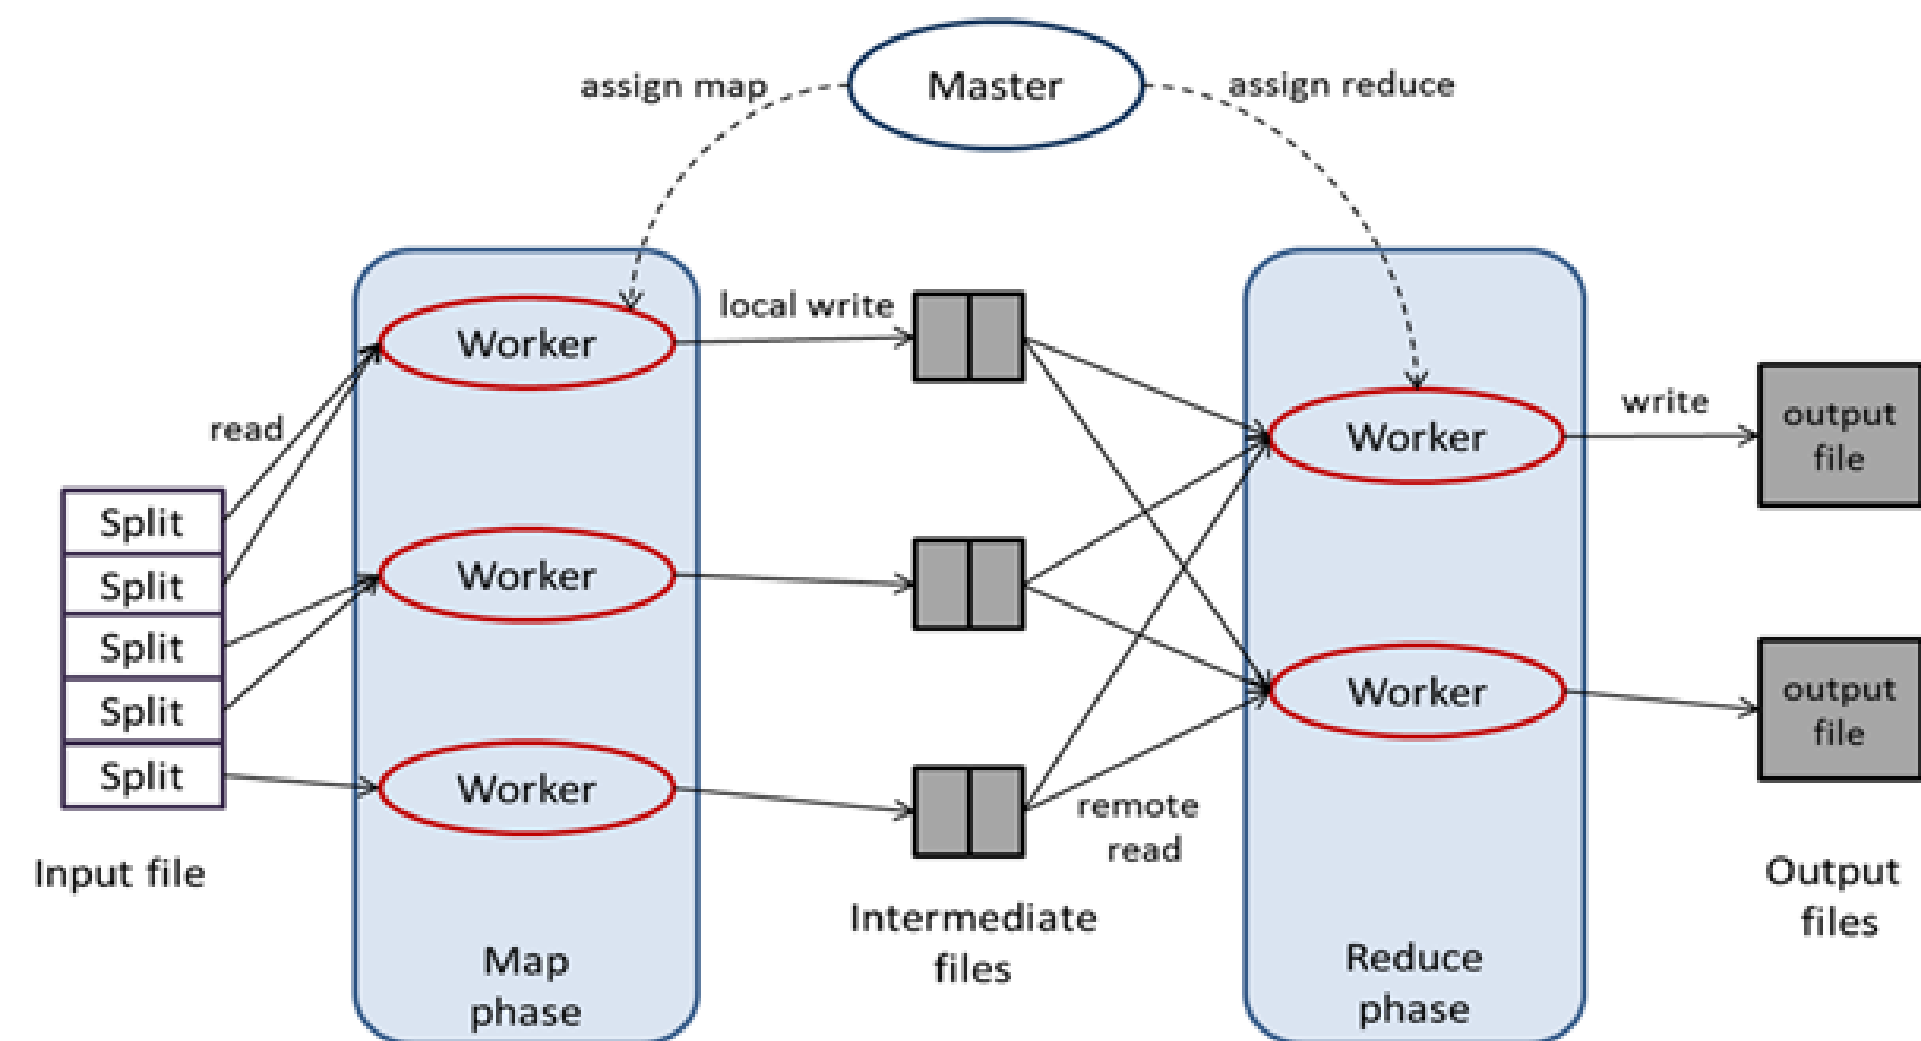 Master
assign map
assign reduce
local write
Worker
read
Worker
write
output
file
Split
Split
Split
Split
Split
Worker
Worker
output
file
Worker
remote
read
Input file
Intermediate
files
Output
files
Map
phase
Reduce
phase